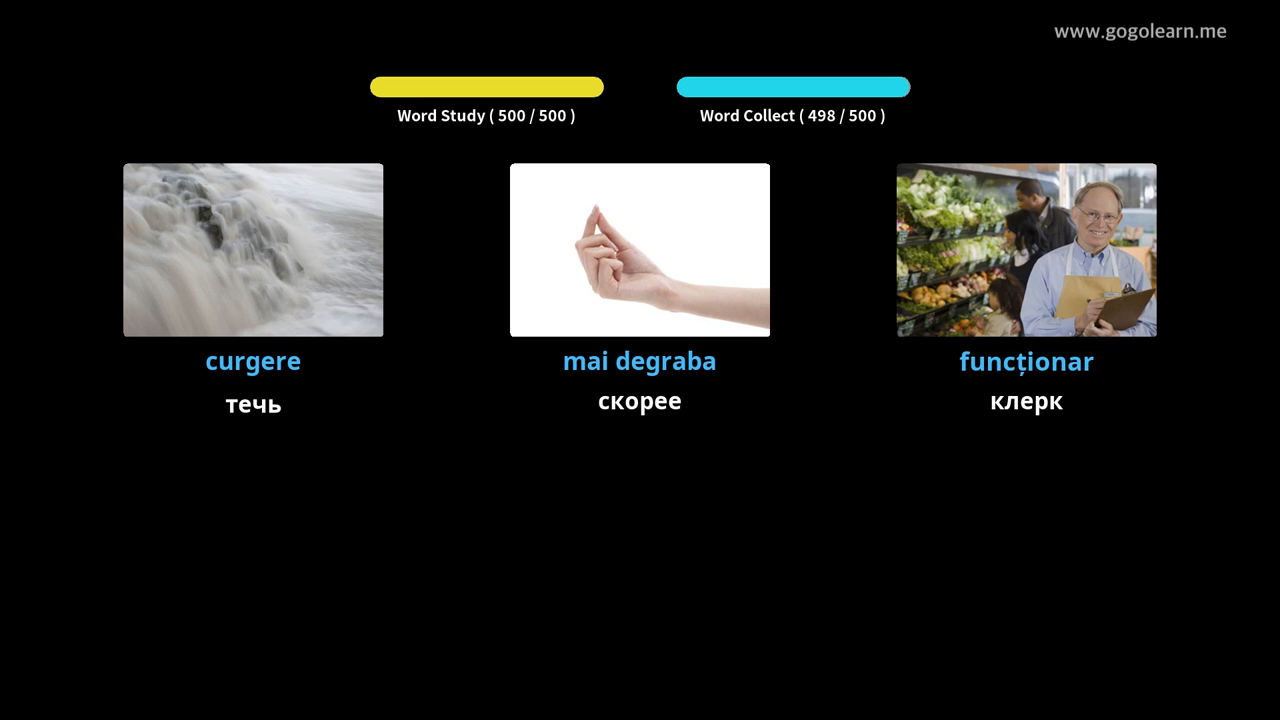 www.gogolearn.me
Word Study ( 500 / 500 )
Word Collect ( 498 / 500 )
curgere
mai degraba
funcționar
течь
скорее
клерк